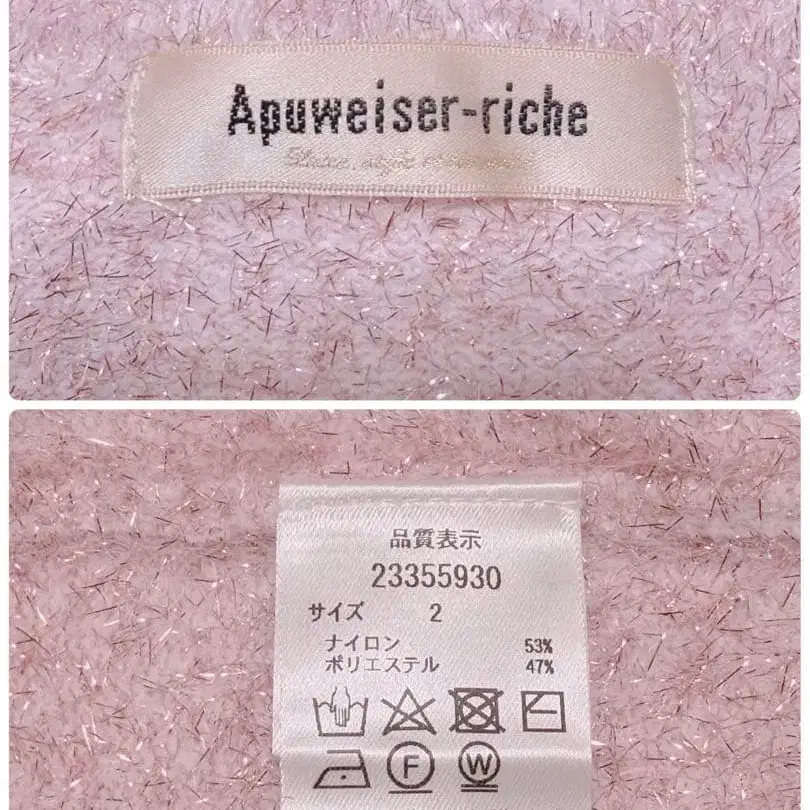 Apuweiser-riche
品質表示
23355930
サイズ 2
ナイロン 53%
ポリエステル 47%
F W